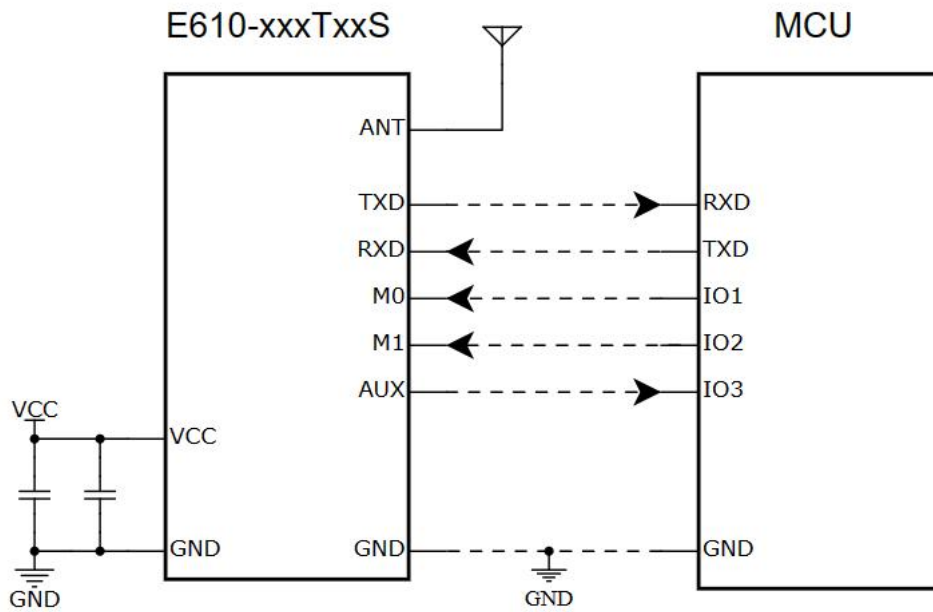 E610-xxxTxxS
MCU
ANT
TXD
RXD
RXD
TXD
M0
IO1
M1
IO2
AUX
IO3
VCC
VCC
GND
GND
GND
GND
GND